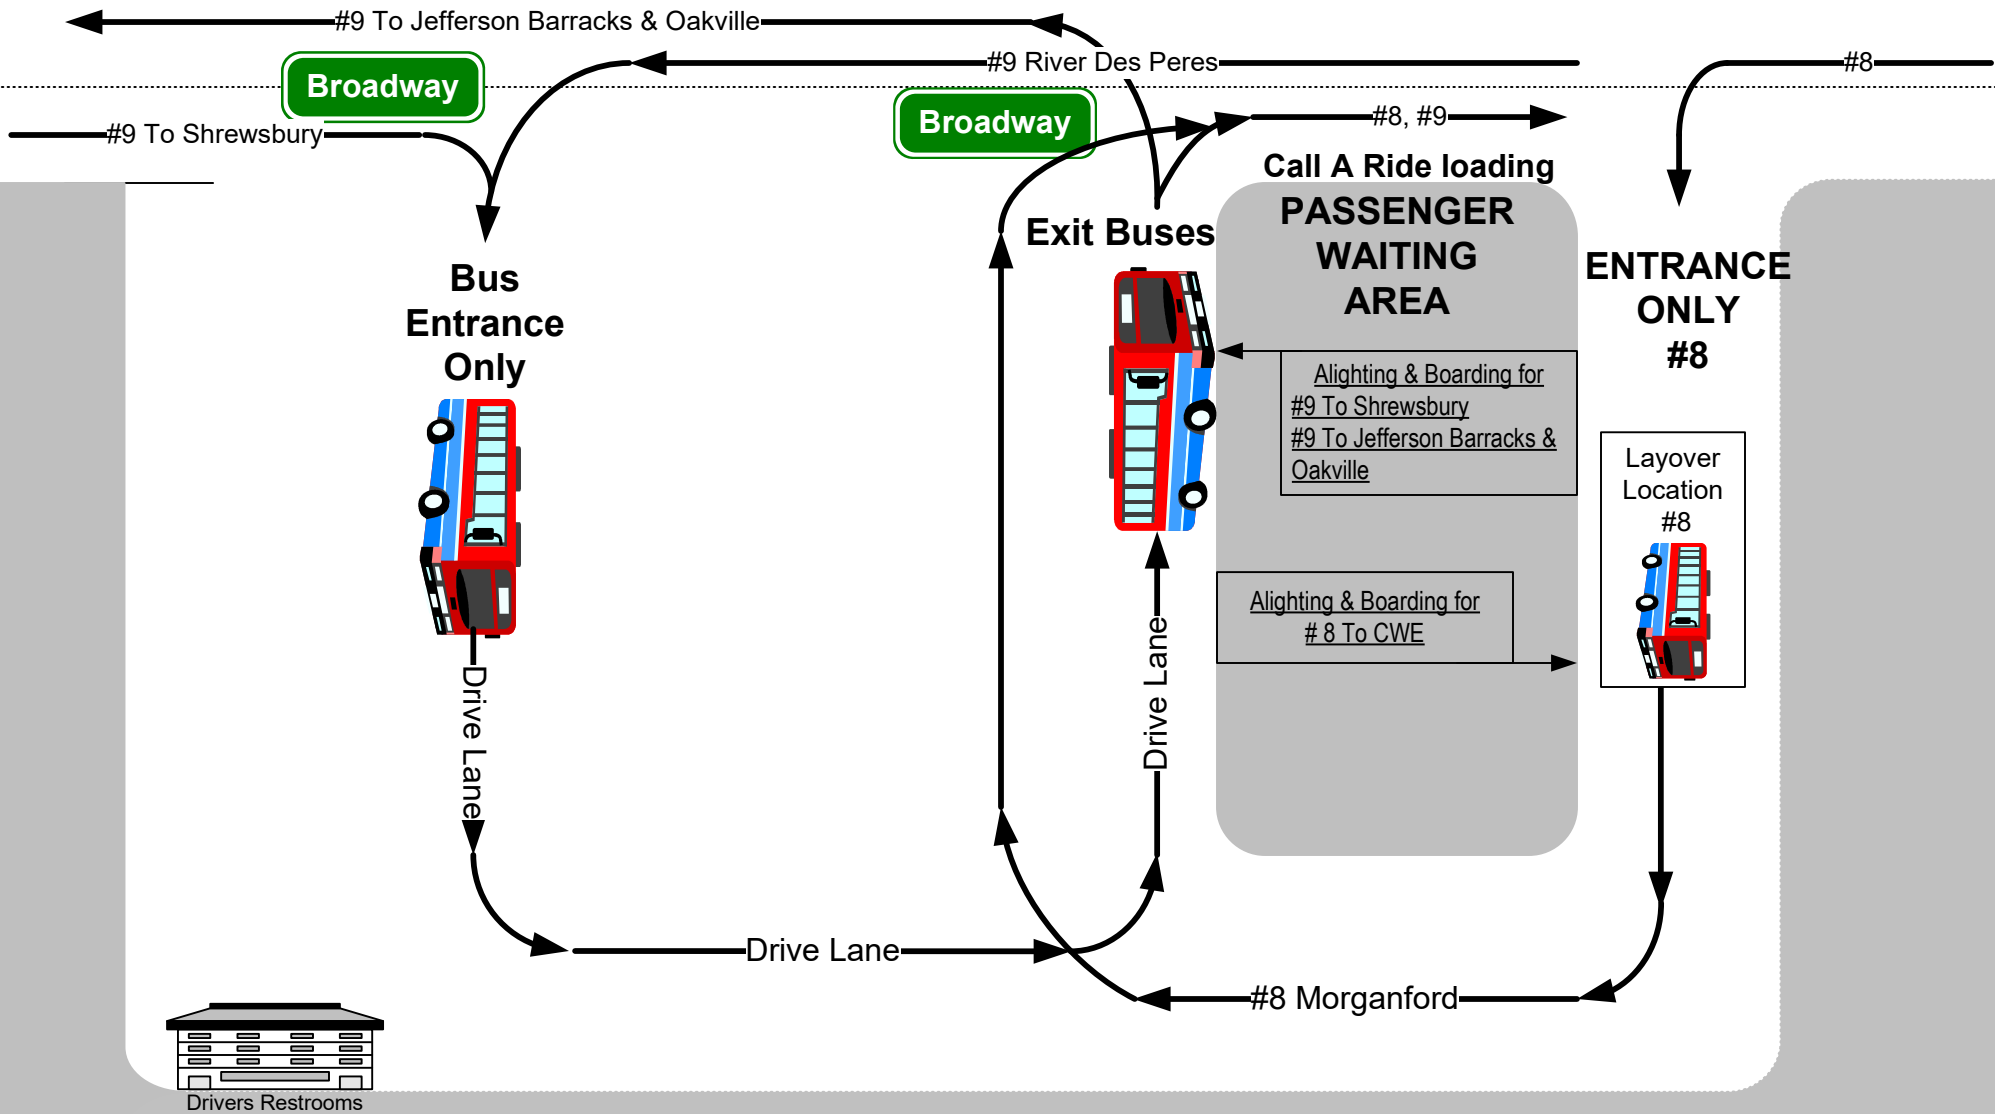 #9 To Jefferson Barracks & Oakville
#9 River Des Peres
#8
Broadway
Broadway
#8, #9
#9 To Shrewsbury
Call A Ride loading
PASSENGER
WAITING
AREA
Exit Buses
ENTRANCE
ONLY
#8
Bus
Entrance
Only
Alighting & Boarding for
#9 To Shrewsbury
#9 To Jefferson Barracks &
Oakville
Layover
Location
#8
Alighting & Boarding for
# 8 To CWE
Drive Lane
Drive Lane
Drive Lane
#8 Morganford
Drivers Restrooms